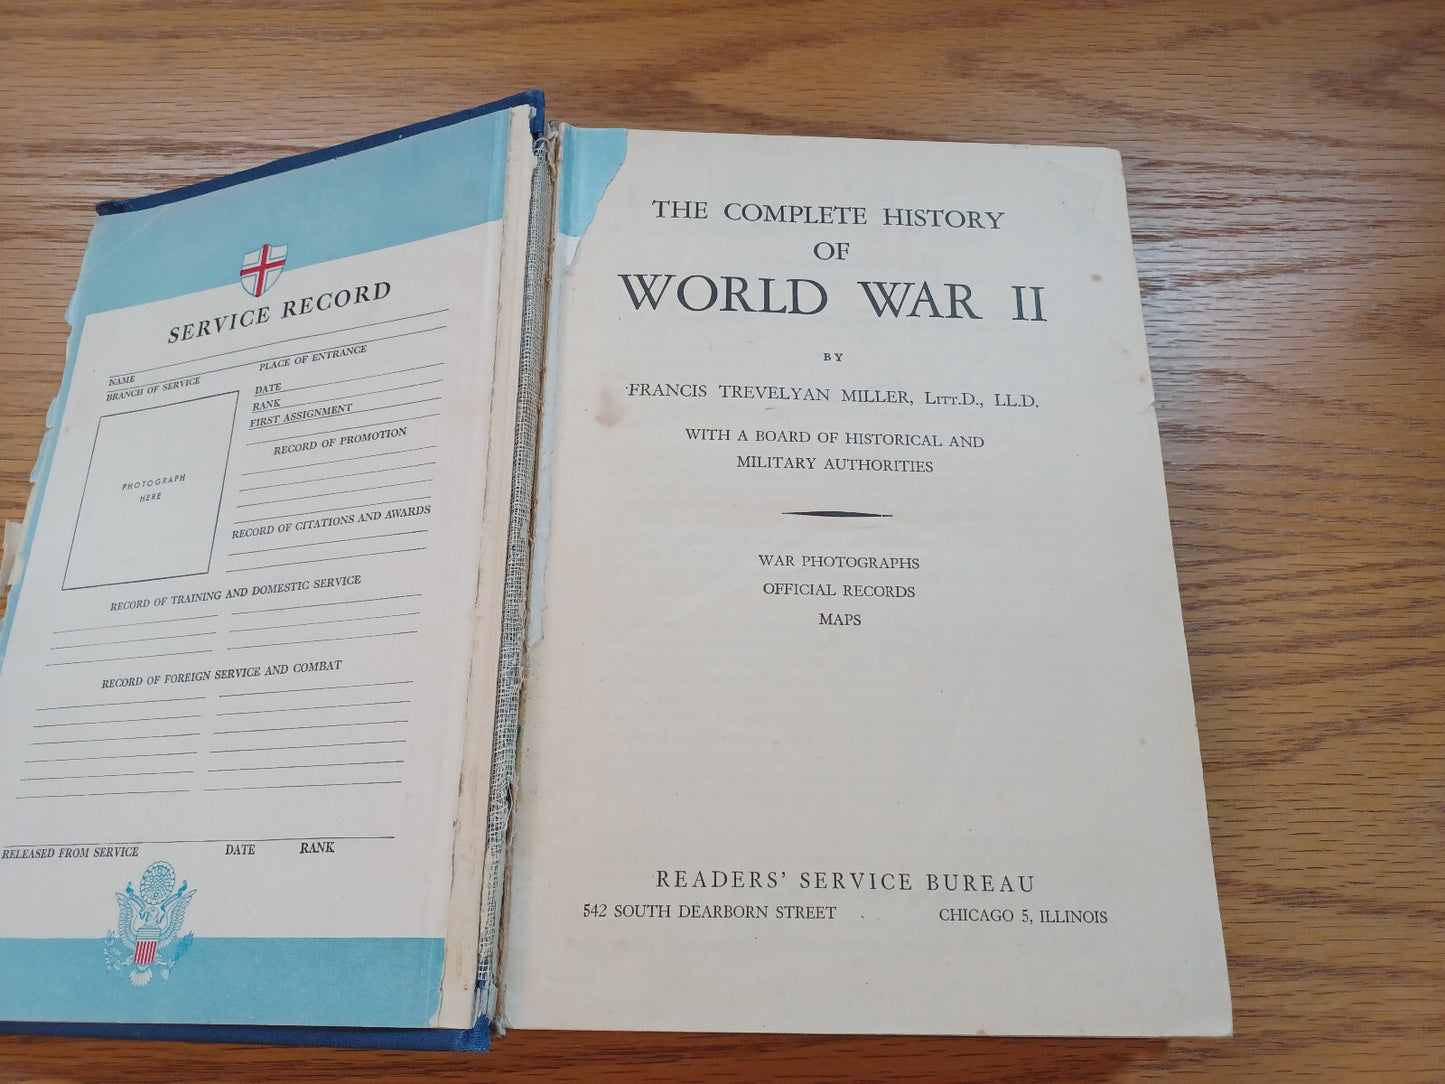 SERVICE RECORD
NAME
BRANCH OF SERVICE
PLACE OF ENTRANCE
DATE
RANK
FIRST ASSIGNMENT
PHOTOGRAPH
HERE
RECORD OF PROMOTION
RECORD OF CITATIONS AND AWARDS
RECORD OF TRAINING AND DOMESTIC SERVICE
RECORD OF FOREIGN SERVICE AND COMBAT
RELEASED FROM SERVICE DATE RANK
THE COMPLETE HISTORY
OF
WORLD WAR II
BY
FRANCIS TREVELYAN MILLER, LITT.D., LL.D.
WITH A BOARD OF HISTORICAL AND
MILITARY AUTHORITIES
WAR PHOTOGRAPHS
OFFICIAL RECORDS
MAPS
READERS' SERVICE BUREAU
542 SOUTH DEARBORN STREET CHICAGO 5, ILLINOIS